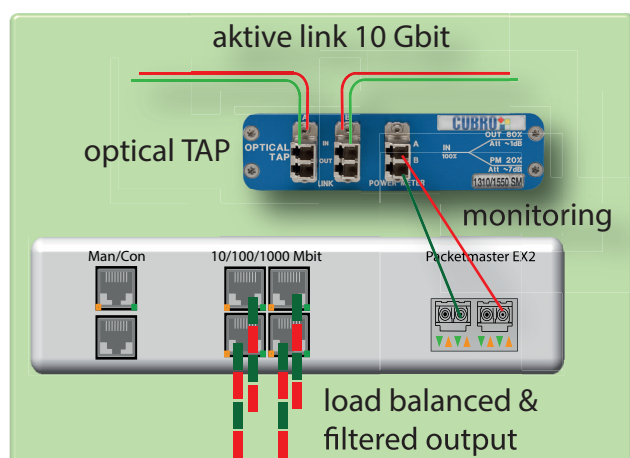 aktive link 10 Gbit
optical TAP
CUBRO
OPTICAL
TAP
IN
OUT
LINK
A
B
POWER METER
IN
100%
OUT 80%
Att ~1dB
PM 20%
Att ~7dB
1310/1550 SM
monitoring
Man/Con
10/100/1000 Mbit
Packetmaster EX2
load balanced &
filtered output